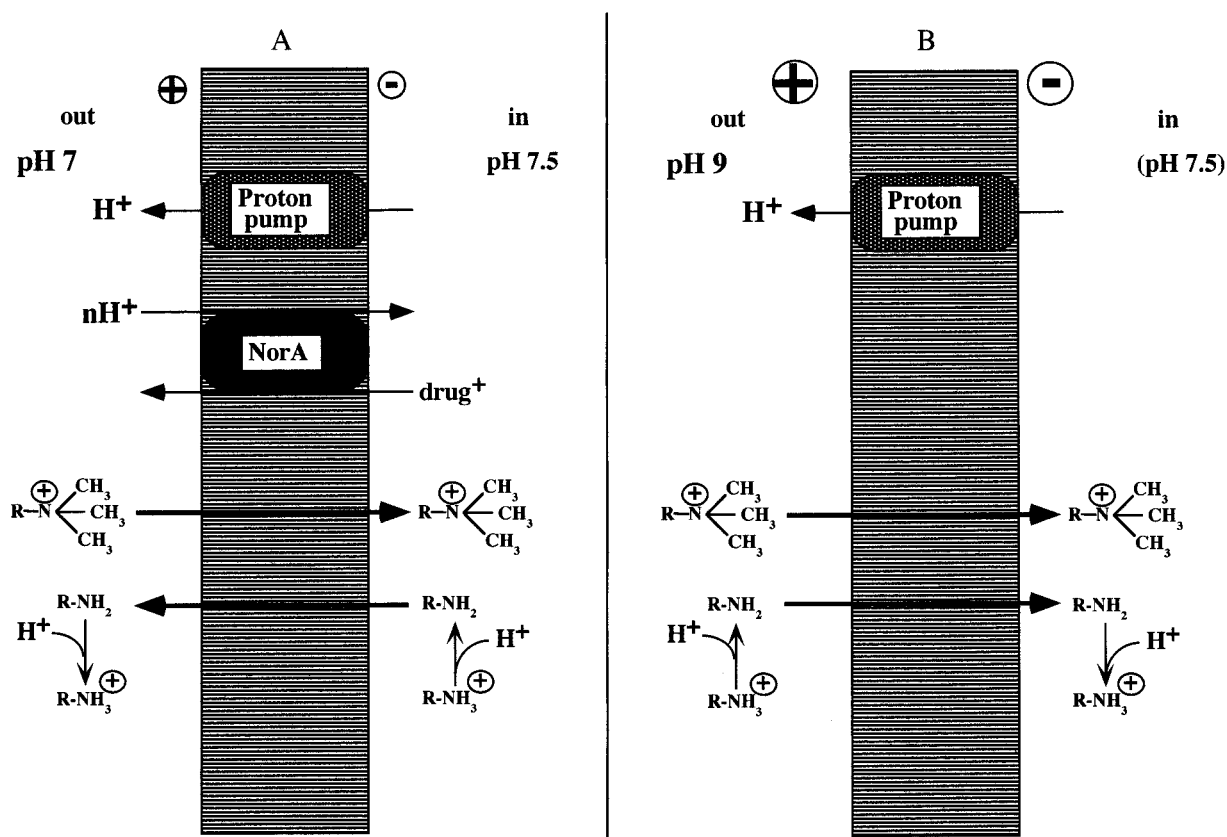 A
+
-
out
in
pH 7
pH 7.5
Proton
pump
H+
nH+
NorA
drug+
R-N + CH3
CH3
CH3
R-N + CH3
CH3
CH3
R-NH2
R-NH2
H+
H+
R-NH3 +
R-NH3 +
B
+
-
out
in
pH 9
(pH 7.5)
Proton
pump
H+
R-N + CH3
CH3
CH3
R-N + CH3
CH3
CH3
R-NH2
R-NH2
H+
H+
R-NH3 +
R-NH3 +